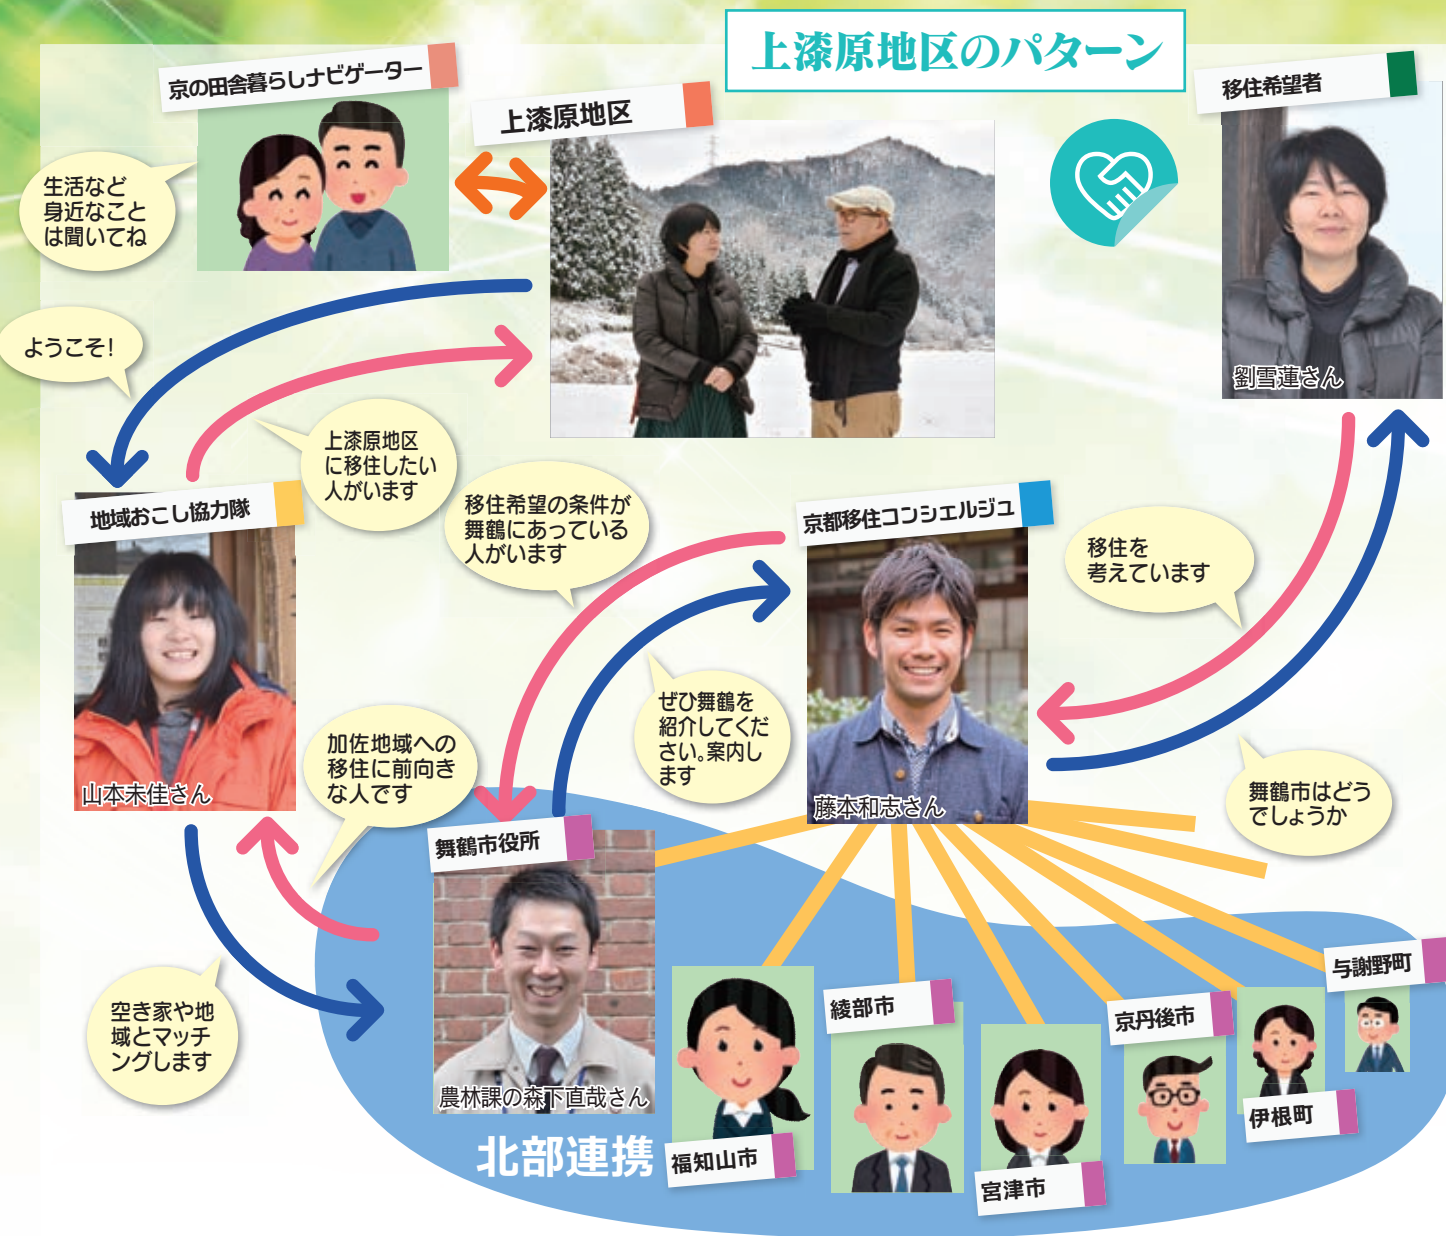 上漆原地区のパターン
京の田舎暮らしナビゲーター
上漆原地区
移住希望者
生活など
身近なこと
は聞いてね
劉雪蓮さん
ようこそ!
上漆原地区
に移住したい
人がいます
移住希望の条件が
舞鶴にあっている
人がいます
地域おこし協力隊
京都移住コンシェルジュ
移住を
考えています
山本未佳さん
加佐地域への
移住に前向き
な人です
ぜひ舞鶴を
紹介してくだ
さい。案内し
ます
藤本和志さん
舞鶴市はどう
でしょうか
舞鶴市役所
空き家や地
域とマッチ
ングします
農林課の森下直哉さん
北部連携
福知山市
綾部市
宮津市
京丹後市
伊根町
与謝野町